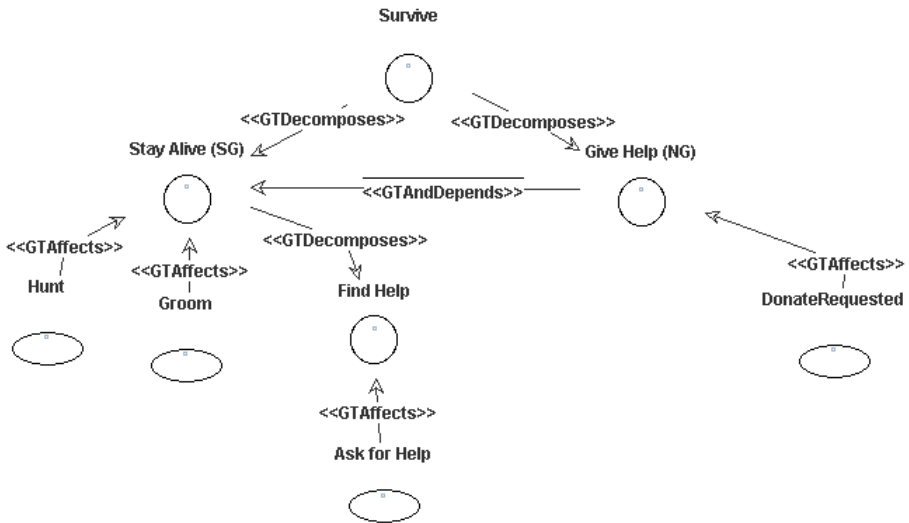 Survive
<<GTDecomposes>>
<<GTDecomposes>>
Stay Alive (SG)
Give Help (NG)
<<GTAndDepends>>
<<GTAffects>>
<<GTDecomposes>>
<<GTAffects>>
<<GTAffects>>
Hunt
Groom
Find Help
DonateRequested
<<GTAffects>>
Ask for Help